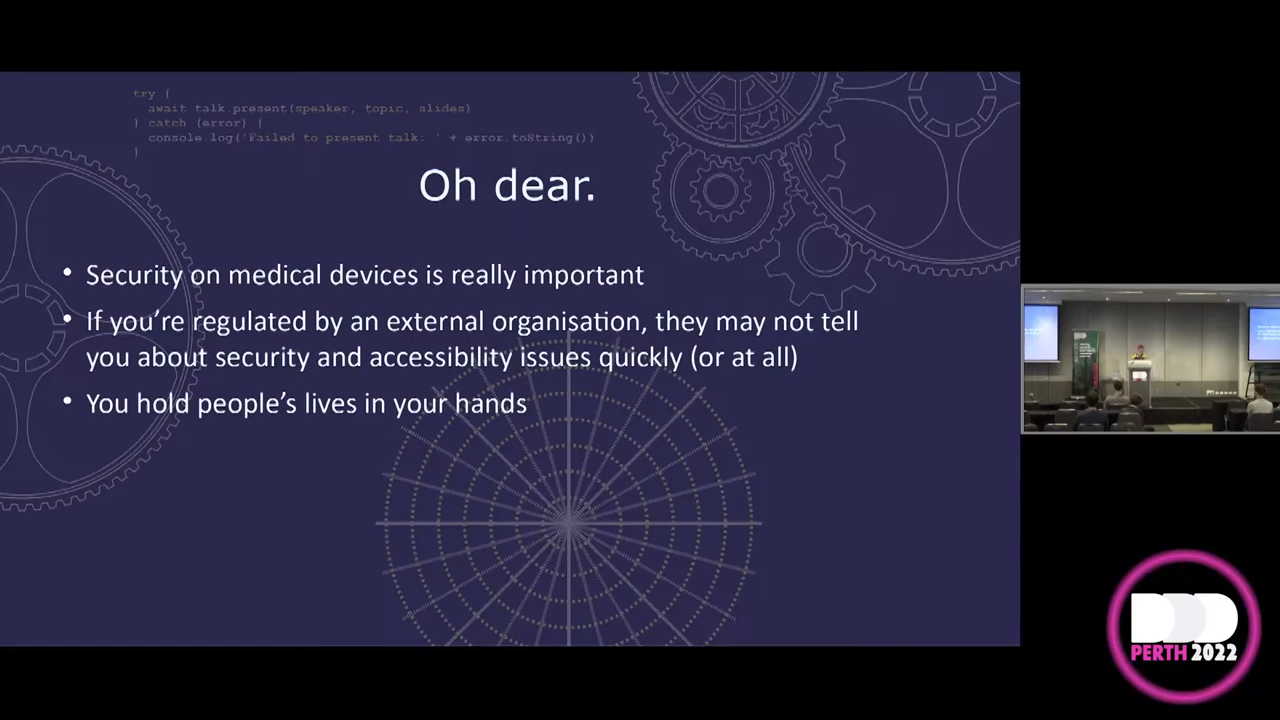 try {
await talk.present(speaker, topic, slides)
} catch (error) {
console.log('Failed to present talk: ' + error.toString())
}
Oh dear.
• Security on medical devices is really important
• If you're regulated by an external organisation, they may not tell
you about security and accessibility issues quickly (or at all)
• You hold people's lives in your hands
DDD
PERTH 2022